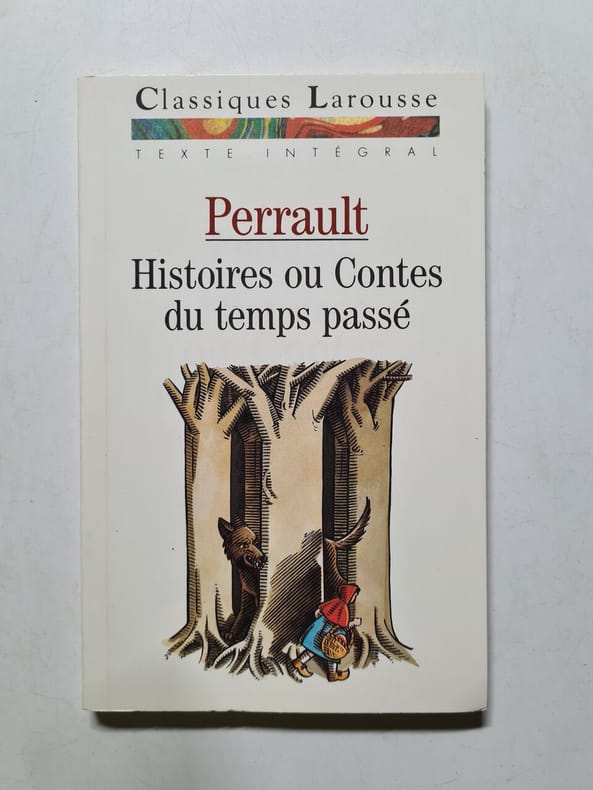 Classiques Larousse
TEXTE INTÉGRAL
Perrault
Histoires ou Contes
du temps passé